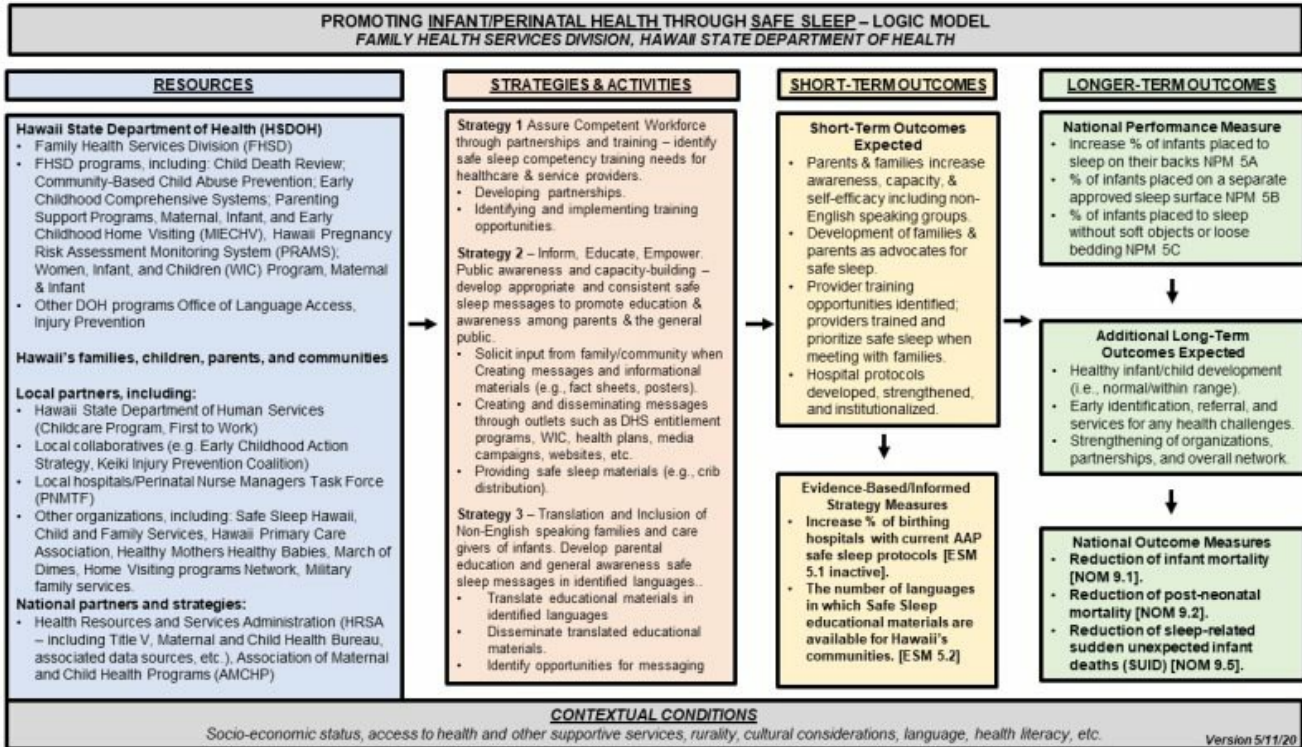 PROMOTING INFANT/PERINATAL HEALTH THROUGH SAFE SLEEP – LOGIC MODEL
FAMILY HEALTH SERVICES DIVISION, HAWAII STATE DEPARTMENT OF HEALTH
RESOURCES
Hawaii State Department of Health (HSDOH)
• Family Health Services Division (FHSD)
• FHSD programs, including: Child Death Review;
Community-Based Child Abuse Prevention; Early
Childhood Comprehensive Systems; Parenting
Support Programs, Maternal, Infant, and Early
Childhood Home Visiting (MIECHV), Hawaii Pregnancy
Risk Assessment Monitoring System (PRAMS);
Women, Infant, and Children (WIC) Program, Maternal
& Infant
• Other DOH programs Office of Language Access,
Injury Prevention
Hawaii's families, children, parents, and communities
Local partners, including:
• Hawaii State Department of Human Services
(Childcare Program, First to Work)
• Local collaboratives (e.g. Early Childhood Action
Strategy, Keiki Injury Prevention Coalition)
• Local hospitals/Perinatal Nurse Managers Task Force
(PNMTF)
• Other organizations, including: Safe Sleep Hawaii,
Child and Family Services, Hawaii Primary Care
Association, Healthy Mothers Healthy Babies, March of
Dimes, Home Visiting programs Network, Military
family services.
National partners and strategies:
• Health Resources and Services Administration (HRSA
– including Title V, Maternal and Child Health Bureau,
associated data sources, etc.), Association of Maternal
and Child Health Programs (AMCHP)
STRATEGIES & ACTIVITIES
Strategy 1 Assure Competent Workforce
through partnerships and training – identify
safe sleep competency training needs for
healthcare & service providers.
• Developing partnerships.
• Identifying and implementing training
opportunities.
Strategy 2 – Inform, Educate, Empower.
Public awareness and capacity-building –
develop appropriate and consistent safe
sleep messages to promote education &
awareness among parents & the general
public.
• Solicit input from family/community when
Creating messages and informational
materials (e.g., fact sheets, posters).
• Creating and disseminating messages
through outlets such as DHS entitlement
programs, WIC, health plans, media
campaigns, websites, etc.
• Providing safe sleep materials (e.g., crib
distribution).
Strategy 3 – Translation and Inclusion of
Non-English speaking families and care
givers of infants. Develop parental
education and general awareness safe
sleep messages in identified languages..
• Translate educational materials in
identified languages
• Disseminate translated educational
materials.
• Identify opportunities for messaging
SHORT-TERM OUTCOMES
Short-Term Outcomes
Expected
• Parents & families increase
awareness, capacity, &
self-efficacy including non-
English speaking groups.
• Development of families &
parents as advocates for
safe sleep.
• Provider training
opportunities identified;
providers trained and
prioritize safe sleep when
meeting with families.
• Hospital protocols
developed, strengthened,
and institutionalized.
Evidence-Based/Informed
Strategy Measures
• Increase % of birthing
hospitals with current AAP
safe sleep protocols [ESM
5.1 inactive].
• The number of languages
in which Safe Sleep
educational materials are
available for Hawaii's
communities. [ESM 5.2]
LONGER-TERM OUTCOMES
National Performance Measure
• Increase % of infants placed to
sleep on their backs NPM 5A
• % of infants placed on a separate
approved sleep surface NPM 5B
• % of infants placed to sleep
without soft objects or loose
bedding NPM 5C
Additional Long-Term
Outcomes Expected
• Healthy infant/child development
(i.e., normal/within range).
• Early identification, referral, and
services for any health challenges.
• Strengthening of organizations,
partnerships, and overall network.
National Outcome Measures
• Reduction of infant mortality
[NOM 9.1].
• Reduction of post-neonatal
mortality [NOM 9.2].
• Reduction of sleep-related
sudden unexpected infant
deaths (SUID) [NOM 9.5].
CONTEXTUAL CONDITIONS
Socio-economic status, access to health and other supportive services, rurality, cultural considerations, language, health literacy, etc.
Version 5/11/20